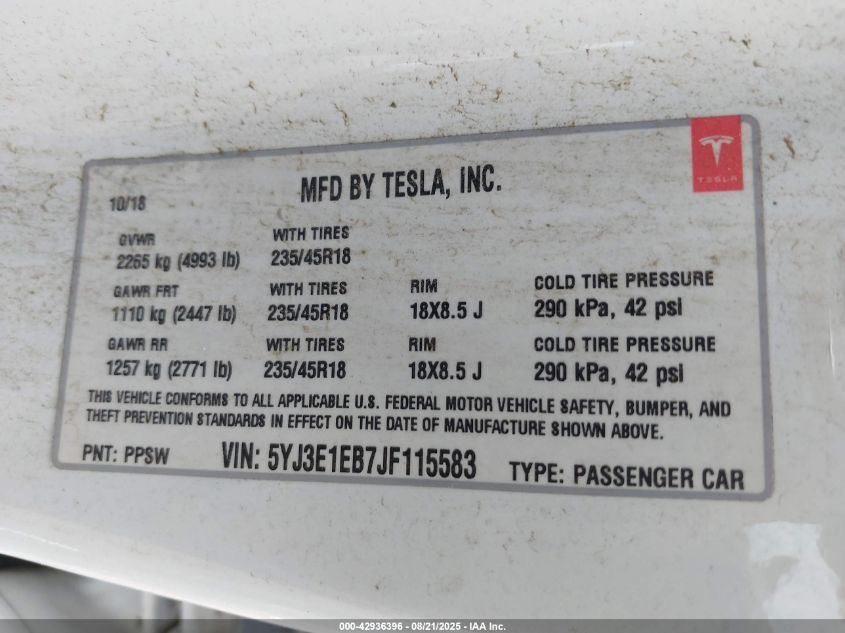 TESLA
MFD BY TESLA, INC.
10/18
GVWR WITH TIRES
2265 kg (4993 lb) 235/45R18
GAWR FRT WITH TIRES RIM COLD TIRE PRESSURE
1110 kg (2447 lb) 235/45R18 18X8.5 J 290 kPa, 42 psi
GAWR RR WITH TIRES RIM COLD TIRE PRESSURE
1257 kg (2771 lb) 235/45R18 18X8.5 J 290 kPa, 42 psi
THIS VEHICLE CONFORMS TO ALL APPLICABLE U.S. FEDERAL MOTOR VEHICLE SAFETY, BUMPER, AND
THEFT PREVENTION STANDARDS IN EFFECT ON THE DATE OF MANUFACTURE SHOWN ABOVE.
PNT: PPSW VIN: 5YJ3E1EB7JF115583 TYPE: PASSENGER CAR
000-42936396 - 08/21/2025 - IAA Inc.